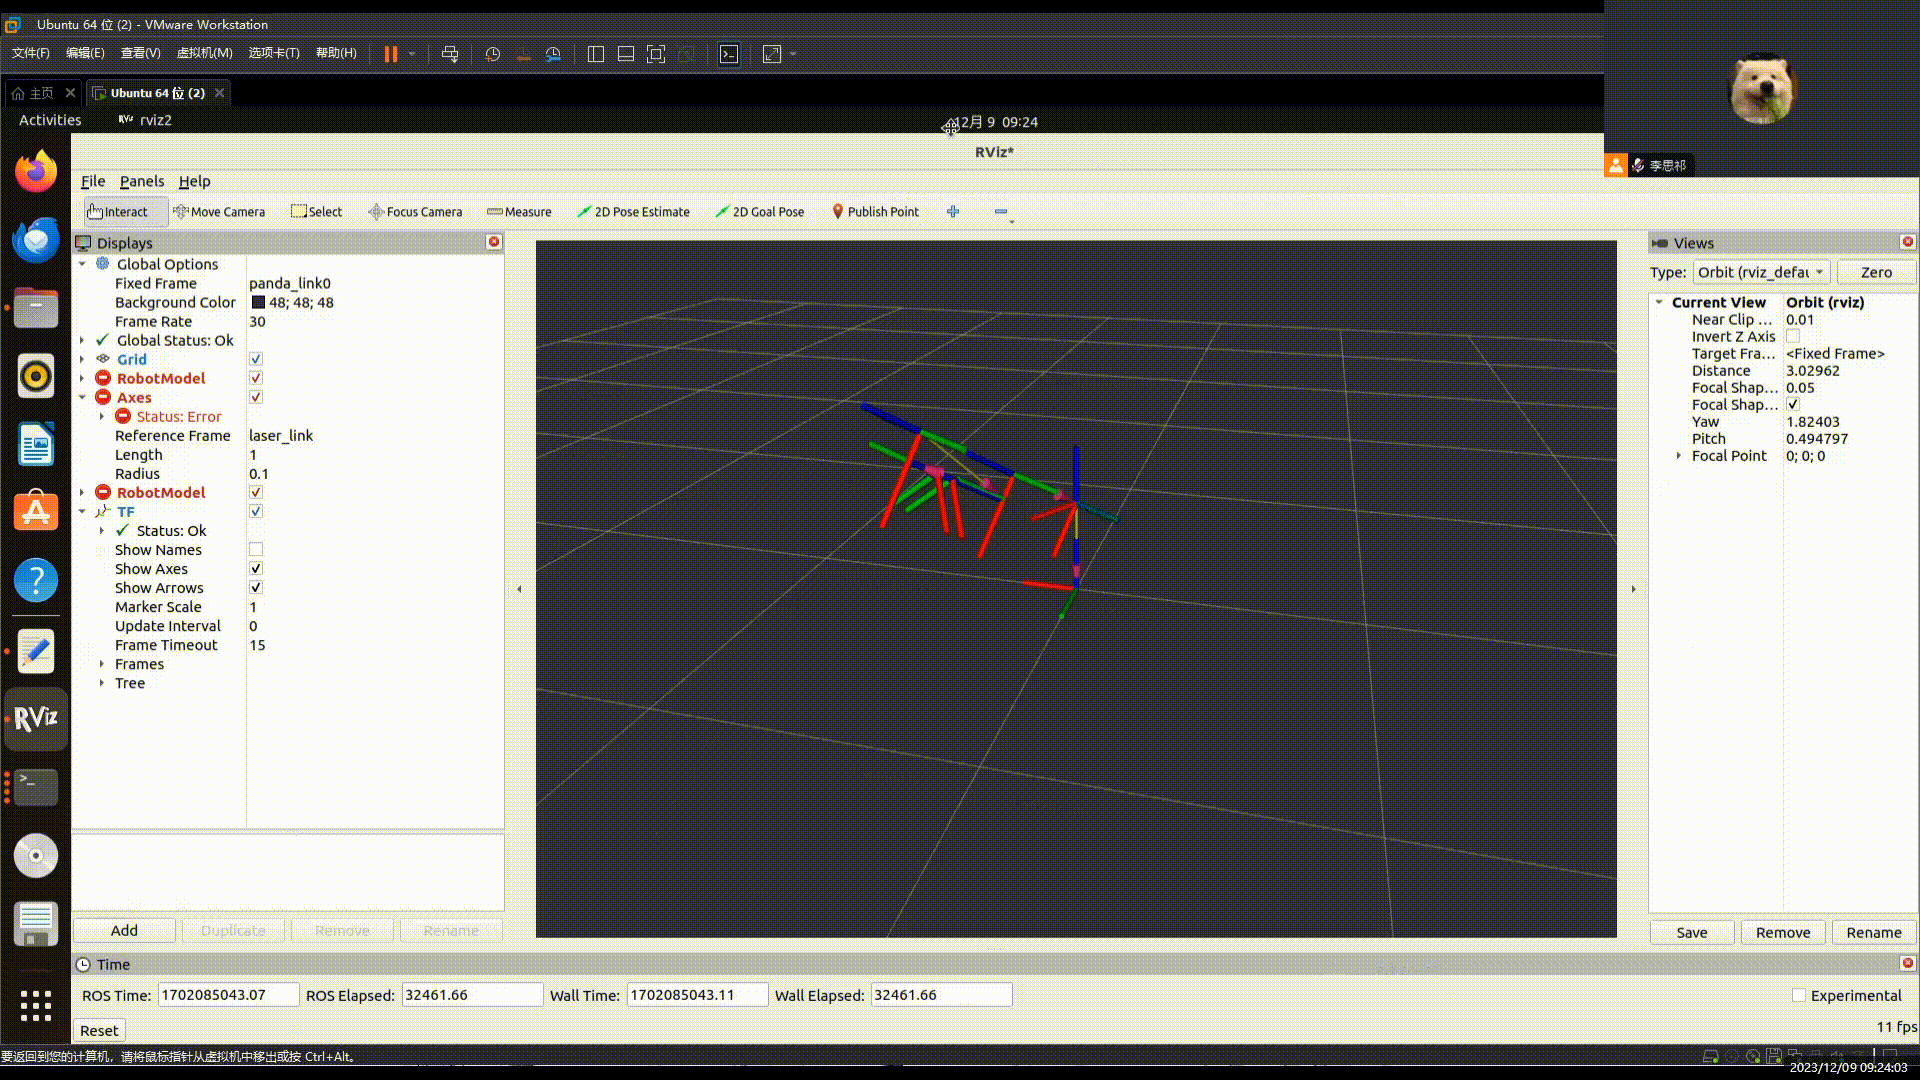 Ubuntu 64 位 (2) - VMware Workstation
文件(F) 编辑(E) 查看(V) 虚拟机(M) 选项卡(T) 帮助(H)
主页 Ubuntu 64 位 (2)
Activities RViz rviz2 12月 9 09:24
RViz*
李思祁
File Panels Help
Interact Move Camera Select Focus Camera Measure 2D Pose Estimate 2D Goal Pose Publish Point
Displays
Global Options
Fixed Frame panda_link0
Background Color 48; 48; 48
Frame Rate 30
Global Status: Ok
Grid
RobotModel
Axes
Status: Error
Reference Frame laser_link
Length 1
Radius 0.1
RobotModel
TF
Status: Ok
Show Names
Show Axes
Show Arrows
Marker Scale 1
Update Interval 0
Frame Timeout 15
Frames
Tree
RViz
Add Duplicate Remove Rename
Views
Type: Orbit (rviz_defau Zero
Current View Orbit (rviz)
Near Clip ... 0.01
Invert Z Axis
Target Fra... <Fixed Frame>
Distance 3.02962
Focal Shap... 0.05
Focal Shap...
Yaw 1.82403
Pitch 0.494797
Focal Point 0; 0; 0
Save Remove Rename
Time
ROS Time: 1702085043.07 ROS Elapsed: 32461.66 Wall Time: 1702085043.11 Wall Elapsed: 32461.66 Experimental
Reset 11 fps
要返回到您的计算机，请将鼠标指针从虚拟机中移出或按 Ctrl+Alt。
2023/12/09 09:24:03